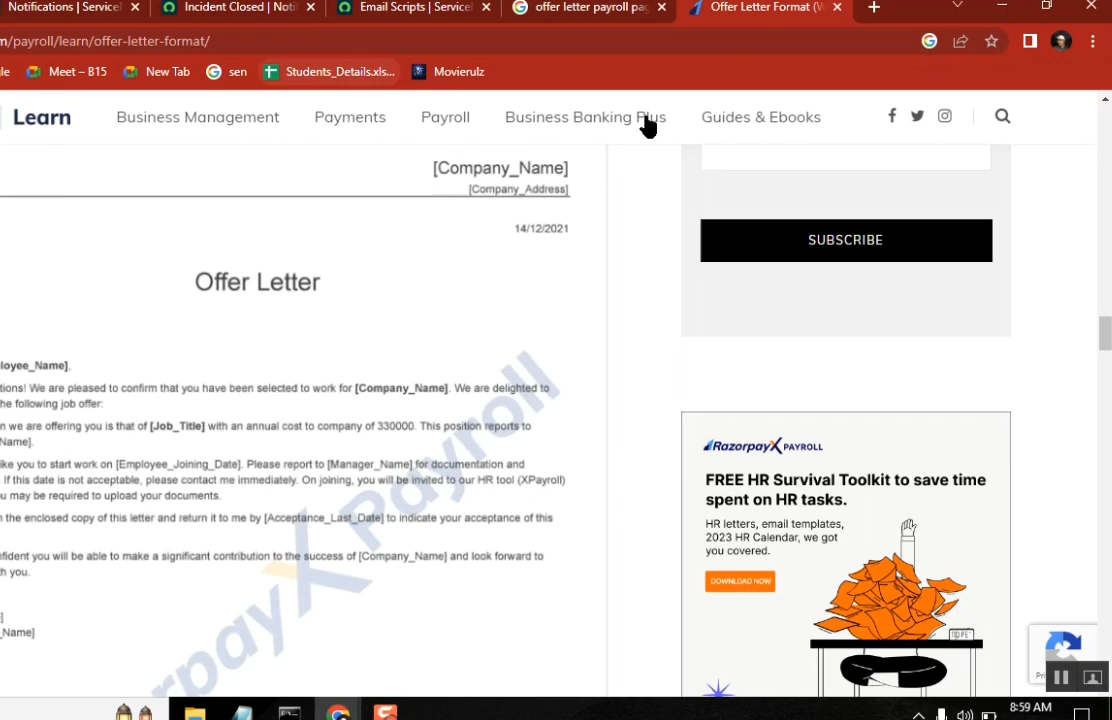 Notifications | Service
Incident Closed | Noti
Email Scripts | Service
offer letter payroll pa
Offer Letter Format (W
m/payroll/learn/offer-letter-format/
le
Meet – B15
New Tab
sen
Students_Details.xls...
Movierulz
Learn
Business Management
Payments
Payroll
Business Banking Plus
Guides & Ebooks
[Company_Name]
[Company_Address]
14/12/2021
Offer Letter
loyee_Name],
tions! We are pleased to confirm that you have been selected to work for [Company_Name]. We are delighted to
he following job offer:
n we are offering you is that of [Job_Title] with an annual cost to company of 330000. This position reports to
Name].
ike you to start work on [Employee_Joining_Date]. Please report to [Manager_Name] for documentation and
. If this date is not acceptable, please contact me immediately. On joining, you will be invited to our HR tool (XPayroll)
u may be required to upload your documents.
n the enclosed copy of this letter and return it to me by [Acceptance_Last_Date] to indicate your acceptance of this
nfident you will be able to make a significant contribution to the success of [Company_Name] and look forward to
th you.
]
_Name]
rpayX Payroll
SUBSCRIBE
RazorpayX PAYROLL
FREE HR Survival Toolkit to save time
spent on HR tasks.
HR letters, email templates,
2023 HR Calendar, we got
you covered.
DOWNLOAD NOW
8:59 AM